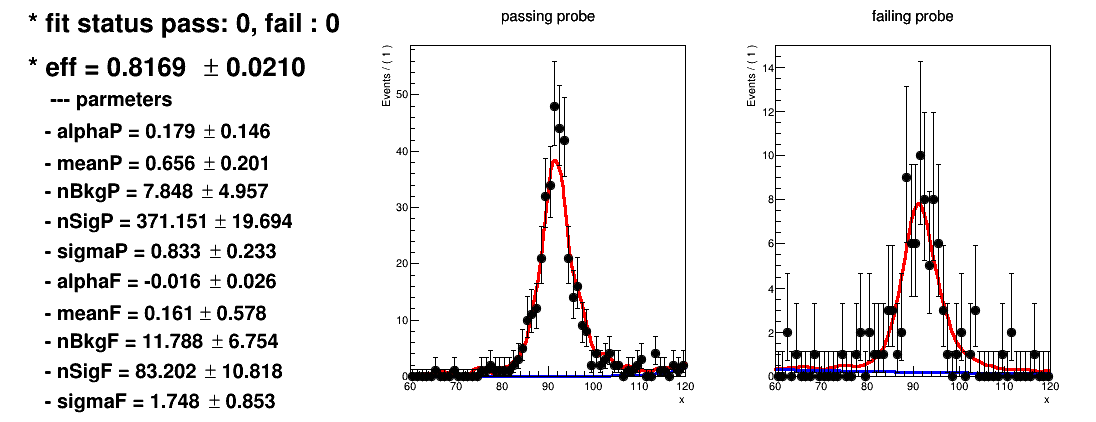 * fit status pass: 0, fail : 0
* eff = 0.8169 ± 0.0210
--- parmeters
- alphaP = 0.179 ± 0.146
- meanP = 0.656 ± 0.201
- nBkgP = 7.848 ± 4.957
- nSigP = 371.151 ± 19.694
- sigmaP = 0.833 ± 0.233
- alphaF = -0.016 ± 0.026
- meanF = 0.161 ± 0.578
- nBkgF = 11.788 ± 6.754
- nSigF = 83.202 ± 10.818
- sigmaF = 1.748 ± 0.853
passing probe
Events / ( 1 )
50
40
30
20
10
0
60 70 80 90 100 110 120
x
failing probe
Events / ( 1 )
14
12
10
8
6
4
2
0
60 70 80 90 100 110 120
x